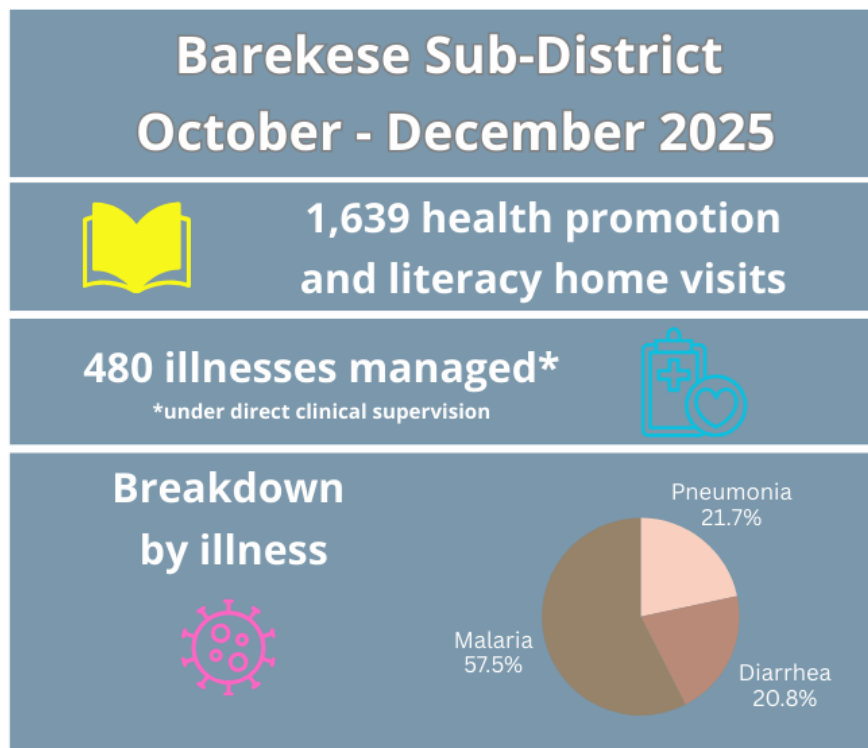 Barekese Sub-District
October - December 2025
1,639 health promotion
and literacy home visits
480 illnesses managed*
*under direct clinical supervision
Breakdown
by illness
Pneumonia
21.7%
Malaria
57.5%
Diarrhea
20.8%